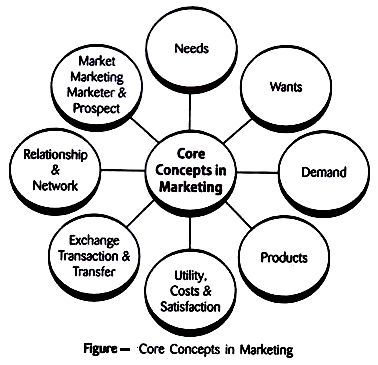 Needs
Wants
Demand
Products
Utility,
Costs &
Satisfaction
Exchange
Transaction &
Transfer
Relationship
&
Network
Market
Marketing
Marketer &
Prospect
Core
Concepts in
Marketing
Figure — Core Concepts in Marketing